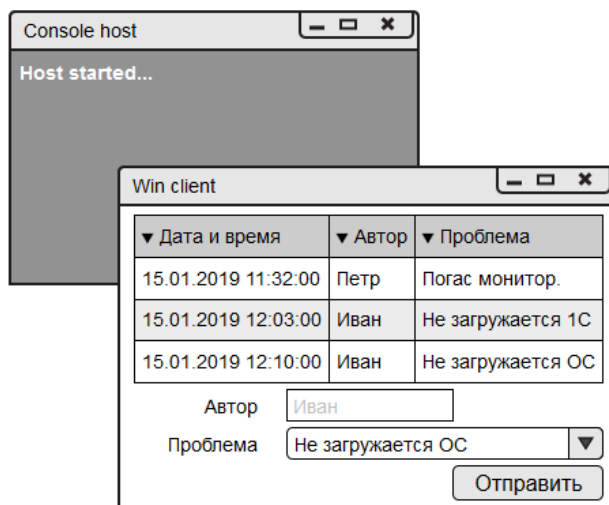 Console host
Host started...
Win client
Дата и время Автор Проблема
15.01.2019 11:32:00 Петр Погас монитор.
15.01.2019 12:03:00 Иван Не загружается 1С
15.01.2019 12:10:00 Иван Не загружается ОС
Автор Иван
Проблема Не загружается ОС
Отправить